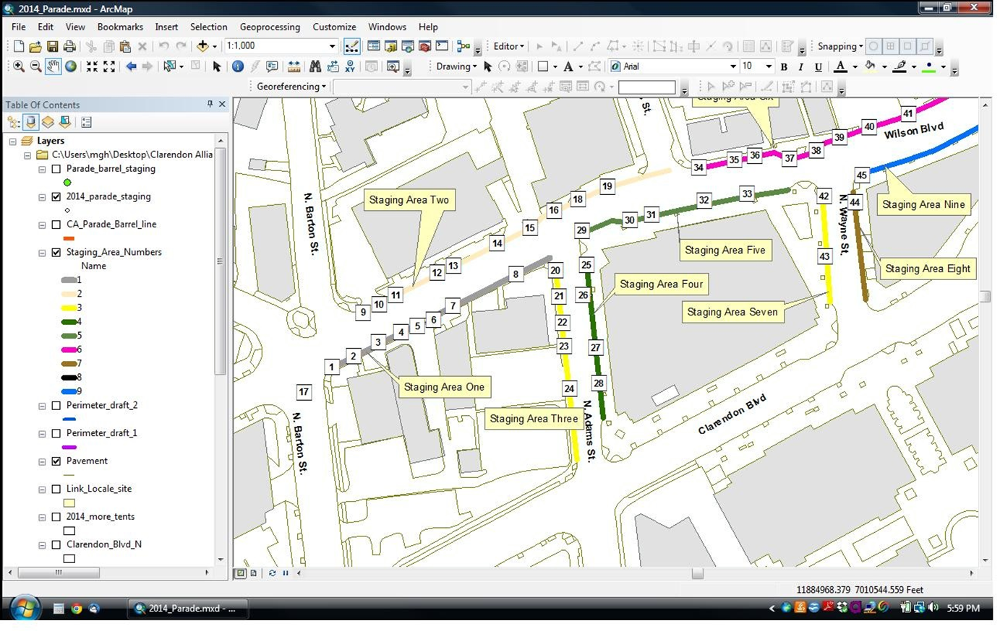 2014_Parade.mxd - ArcMap
File Edit View Bookmarks Insert Selection Geoprocessing Customize Windows Help
1:1,000 Editor Snapping
Drawing A Arial 10 B I U A
Georeferencing
Table Of Contents
Layers
C:\Users\mgh\Desktop\Clarendon Allia
Parade_barrel_staging
2014_parade_staging
CA_Parade_Barrel_line
Staging_Area_Numbers
Name
1
2
3
4
5
6
7
8
9
Perimeter_draft_2
Perimeter_draft_1
Pavement
Link_Locale_site
2014_more_tents
Clarendon_Blvd_N
Staging Area Six
St.
41
40
39
Wilson Blvd
38
37
36
35
34
45
Staging Area Nine
44
42
N. Wayne St.
33
32
31
30
29
19
18
16
15
14
13
12
11
10
9
Staging Area Two
N. Barton St.
Staging Area Five
43
Staging Area Eight
Staging Area Seven
Staging Area Four
25
26
27
28
20
21
22
23
24
8
7
6
5
4
3
2
1
17
Staging Area One
Staging Area Three
N. Adams St.
Clarendon Blvd
N. Barton St.
11884968.379 7010544.559 Feet
2014_Parade.mxd - ...
5:59 PM